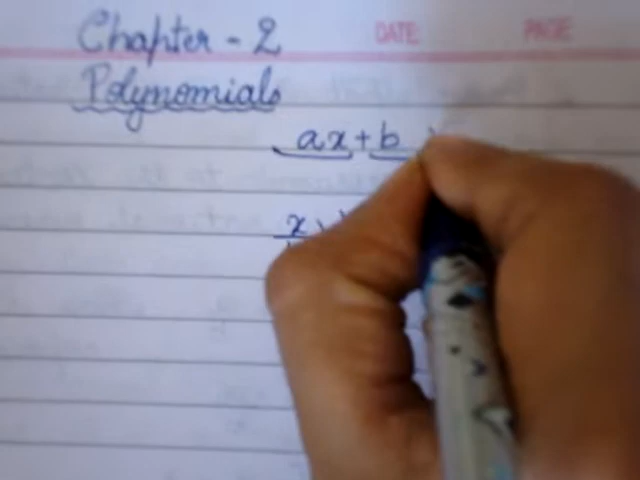 Chapter - 2
DATE PAGE
Polynomials
ax + b
x